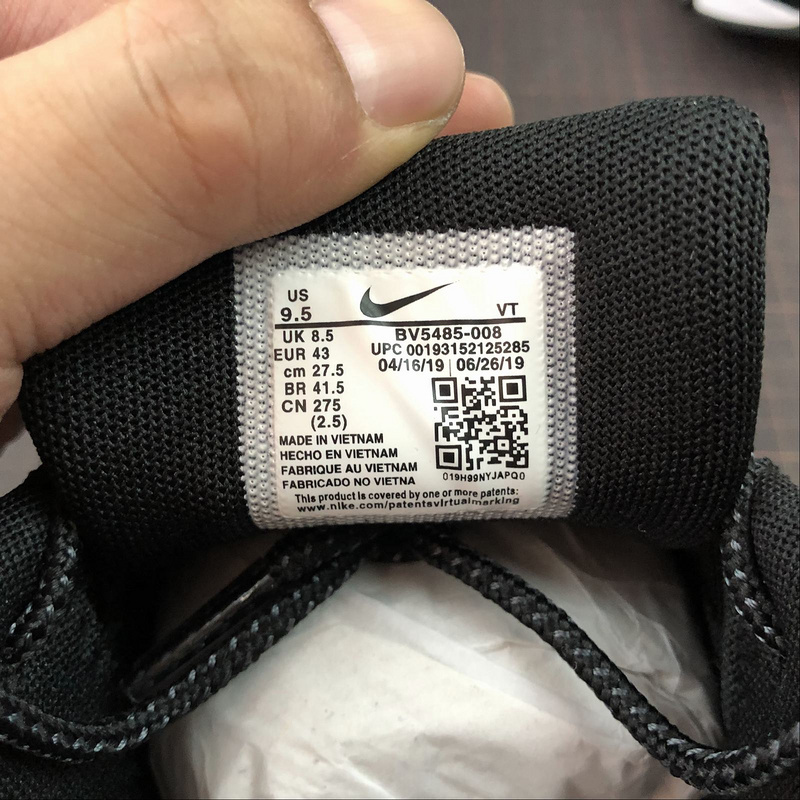 US
9.5
VT
UK 8.5
EUR 43
cm 27.5
BR 41.5
CN 275
(2.5)
BV5485-008
UPC 00193152125285
04/16/19 | 06/26/19
019H99NYJAPQ0
MADE IN VIETNAM
HECHO EN VIETNAM
FABRIQUE AU VIETNAM
FABRICADO NO VIETNA
This product is covered by one or more patents:
www.nike.com/patentsvirtualmarking